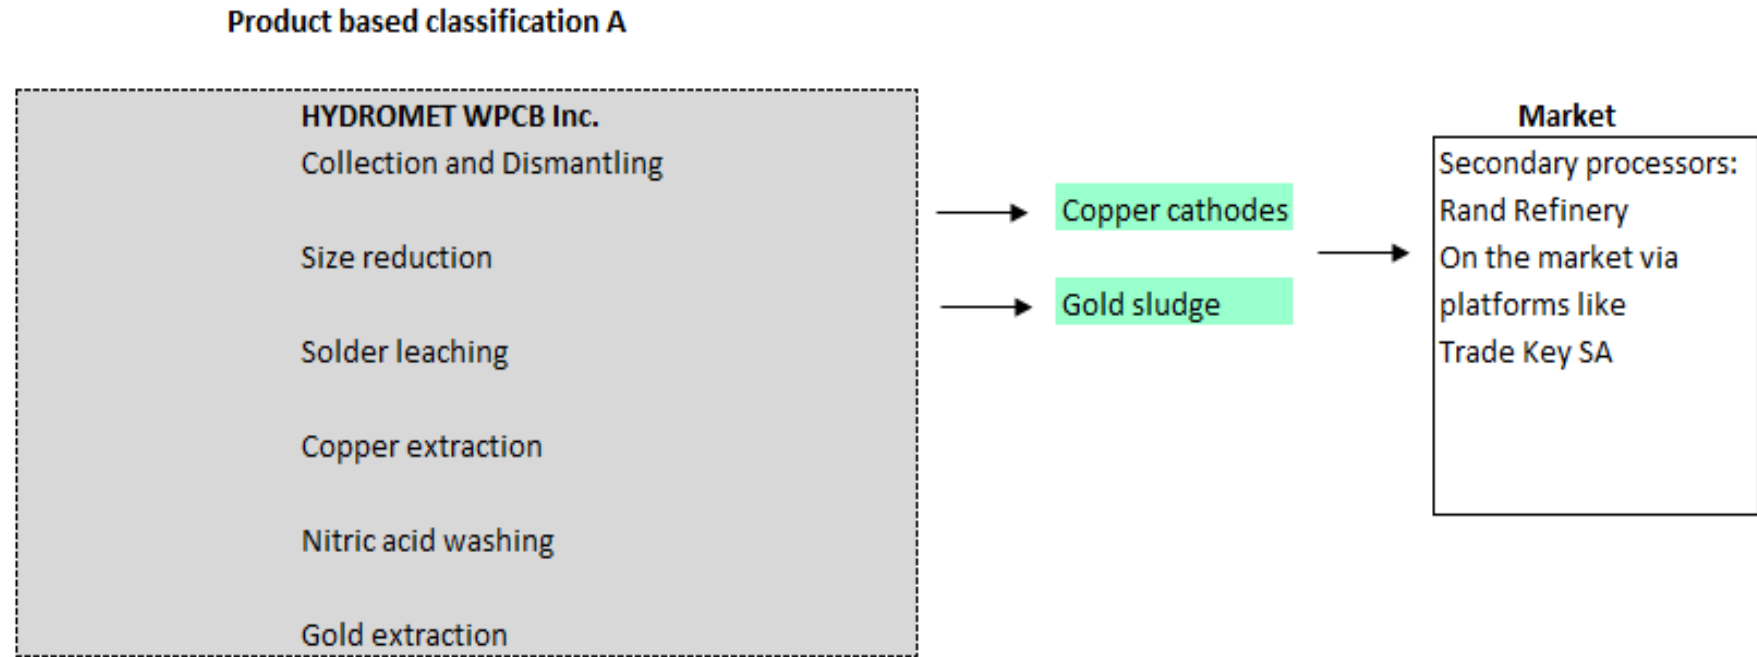 Product based classification A
HYDROMET WPCB Inc.
Collection and Dismantling
Size reduction
Solder leaching
Copper extraction
Nitric acid washing
Gold extraction
Copper cathodes
Gold sludge
Market
Secondary processors:
Rand Refinery
On the market via
platforms like
Trade Key SA